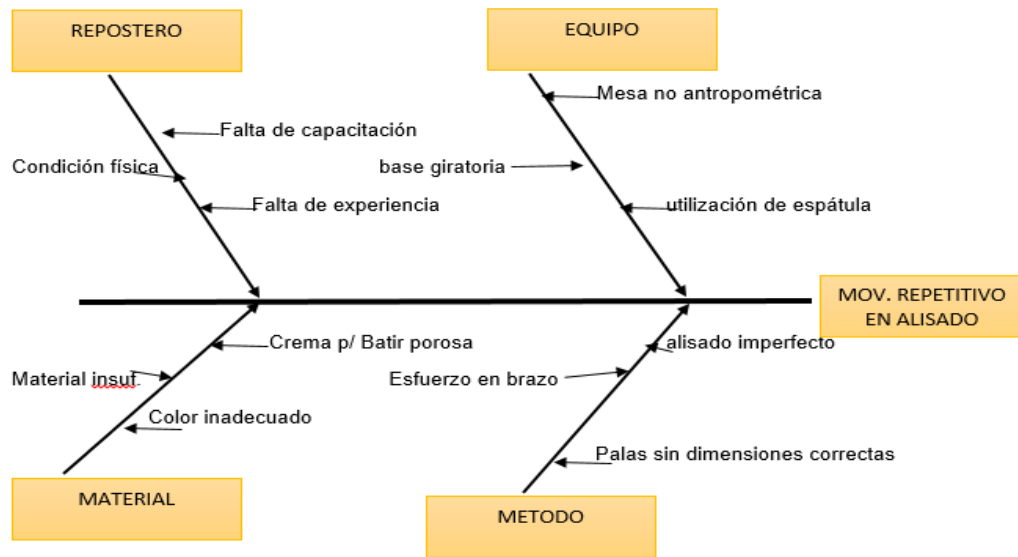 REPOSTERO
EQUIPO
Mesa no antropométrica
Falta de capacitación
Condición física
base giratoria
Falta de experiencia
utilización de espátula
MOV. REPETITIVO
EN ALISADO
Crema p/ Batir porosa
alisado imperfecto
Material insuf.
Esfuerzo en brazo
Color inadecuado
Palas sin dimensiones correctas
MATERIAL
METODO